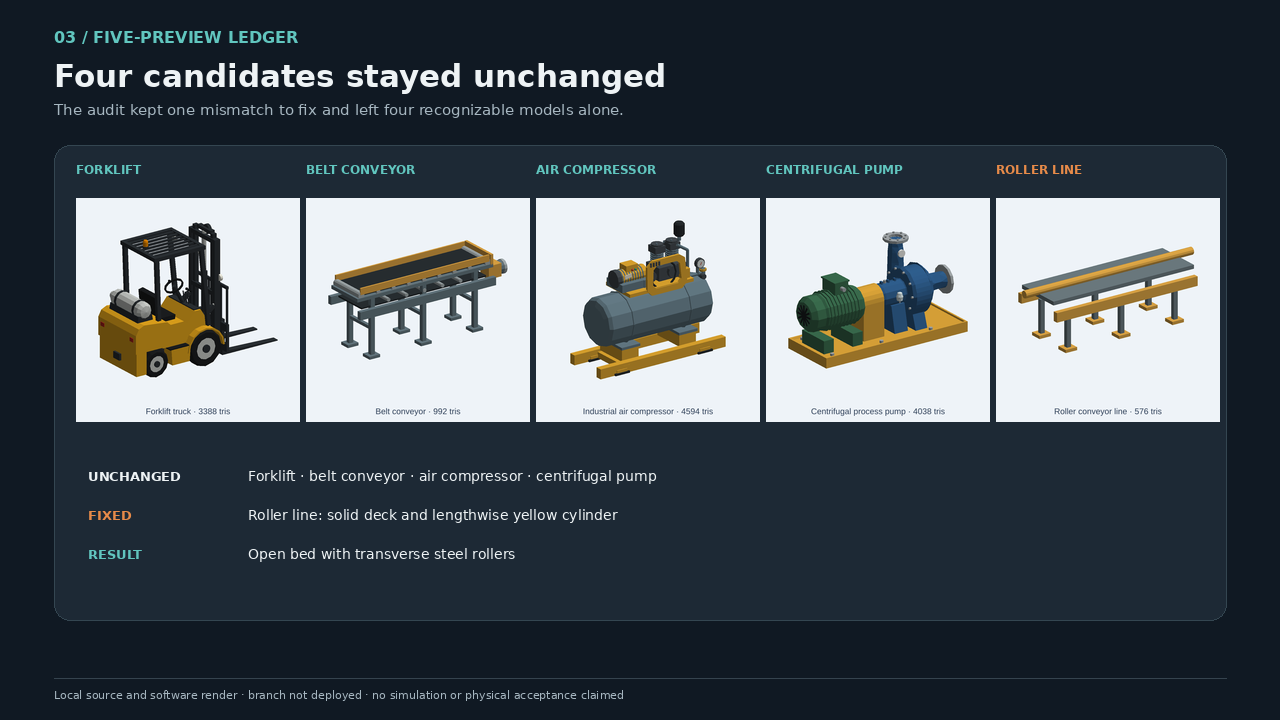 03 / FIVE-PREVIEW LEDGER
Four candidates stayed unchanged
The audit kept one mismatch to fix and left four recognizable models alone.
FORKLIFT
BELT CONVEYOR
AIR COMPRESSOR
CENTRIFUGAL PUMP
ROLLER LINE
Forklift truck · 3388 tris
Belt conveyor · 992 tris
Industrial air compressor · 4594 tris
Centrifugal process pump · 4038 tris
Roller conveyor line · 576 tris
UNCHANGED Forklift · belt conveyor · air compressor · centrifugal pump
FIXED Roller line: solid deck and lengthwise yellow cylinder
RESULT Open bed with transverse steel rollers
Local source and software render · branch not deployed · no simulation or physical acceptance claimed